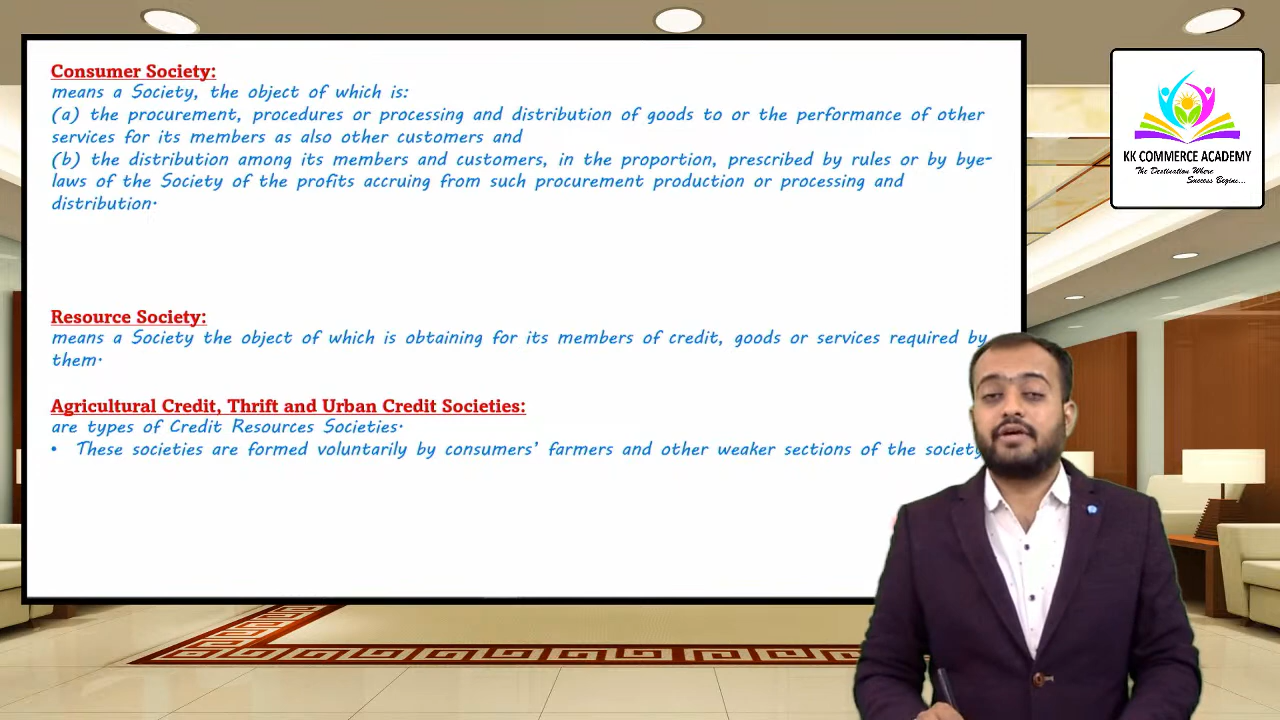 Consumer Society:
means a Society, the object of which is:
(a) the procurement, procedures or processing and distribution of goods to or the performance of other
services for its members as also other customers and
(b) the distribution among its members and customers, in the proportion, prescribed by rules or by bye-
laws of the Society of the profits accruing from such procurement production or processing and
distribution.
Resource Society:
means a Society the object of which is obtaining for its members of credit, goods or services required by
them.
Agricultural Credit, Thrift and Urban Credit Societies:
are types of Credit Resources Societies.
• These societies are formed voluntarily by consumers’ farmers and other weaker sections of the society
KK COMMERCE ACADEMY
The Destination Where
Success Begins...